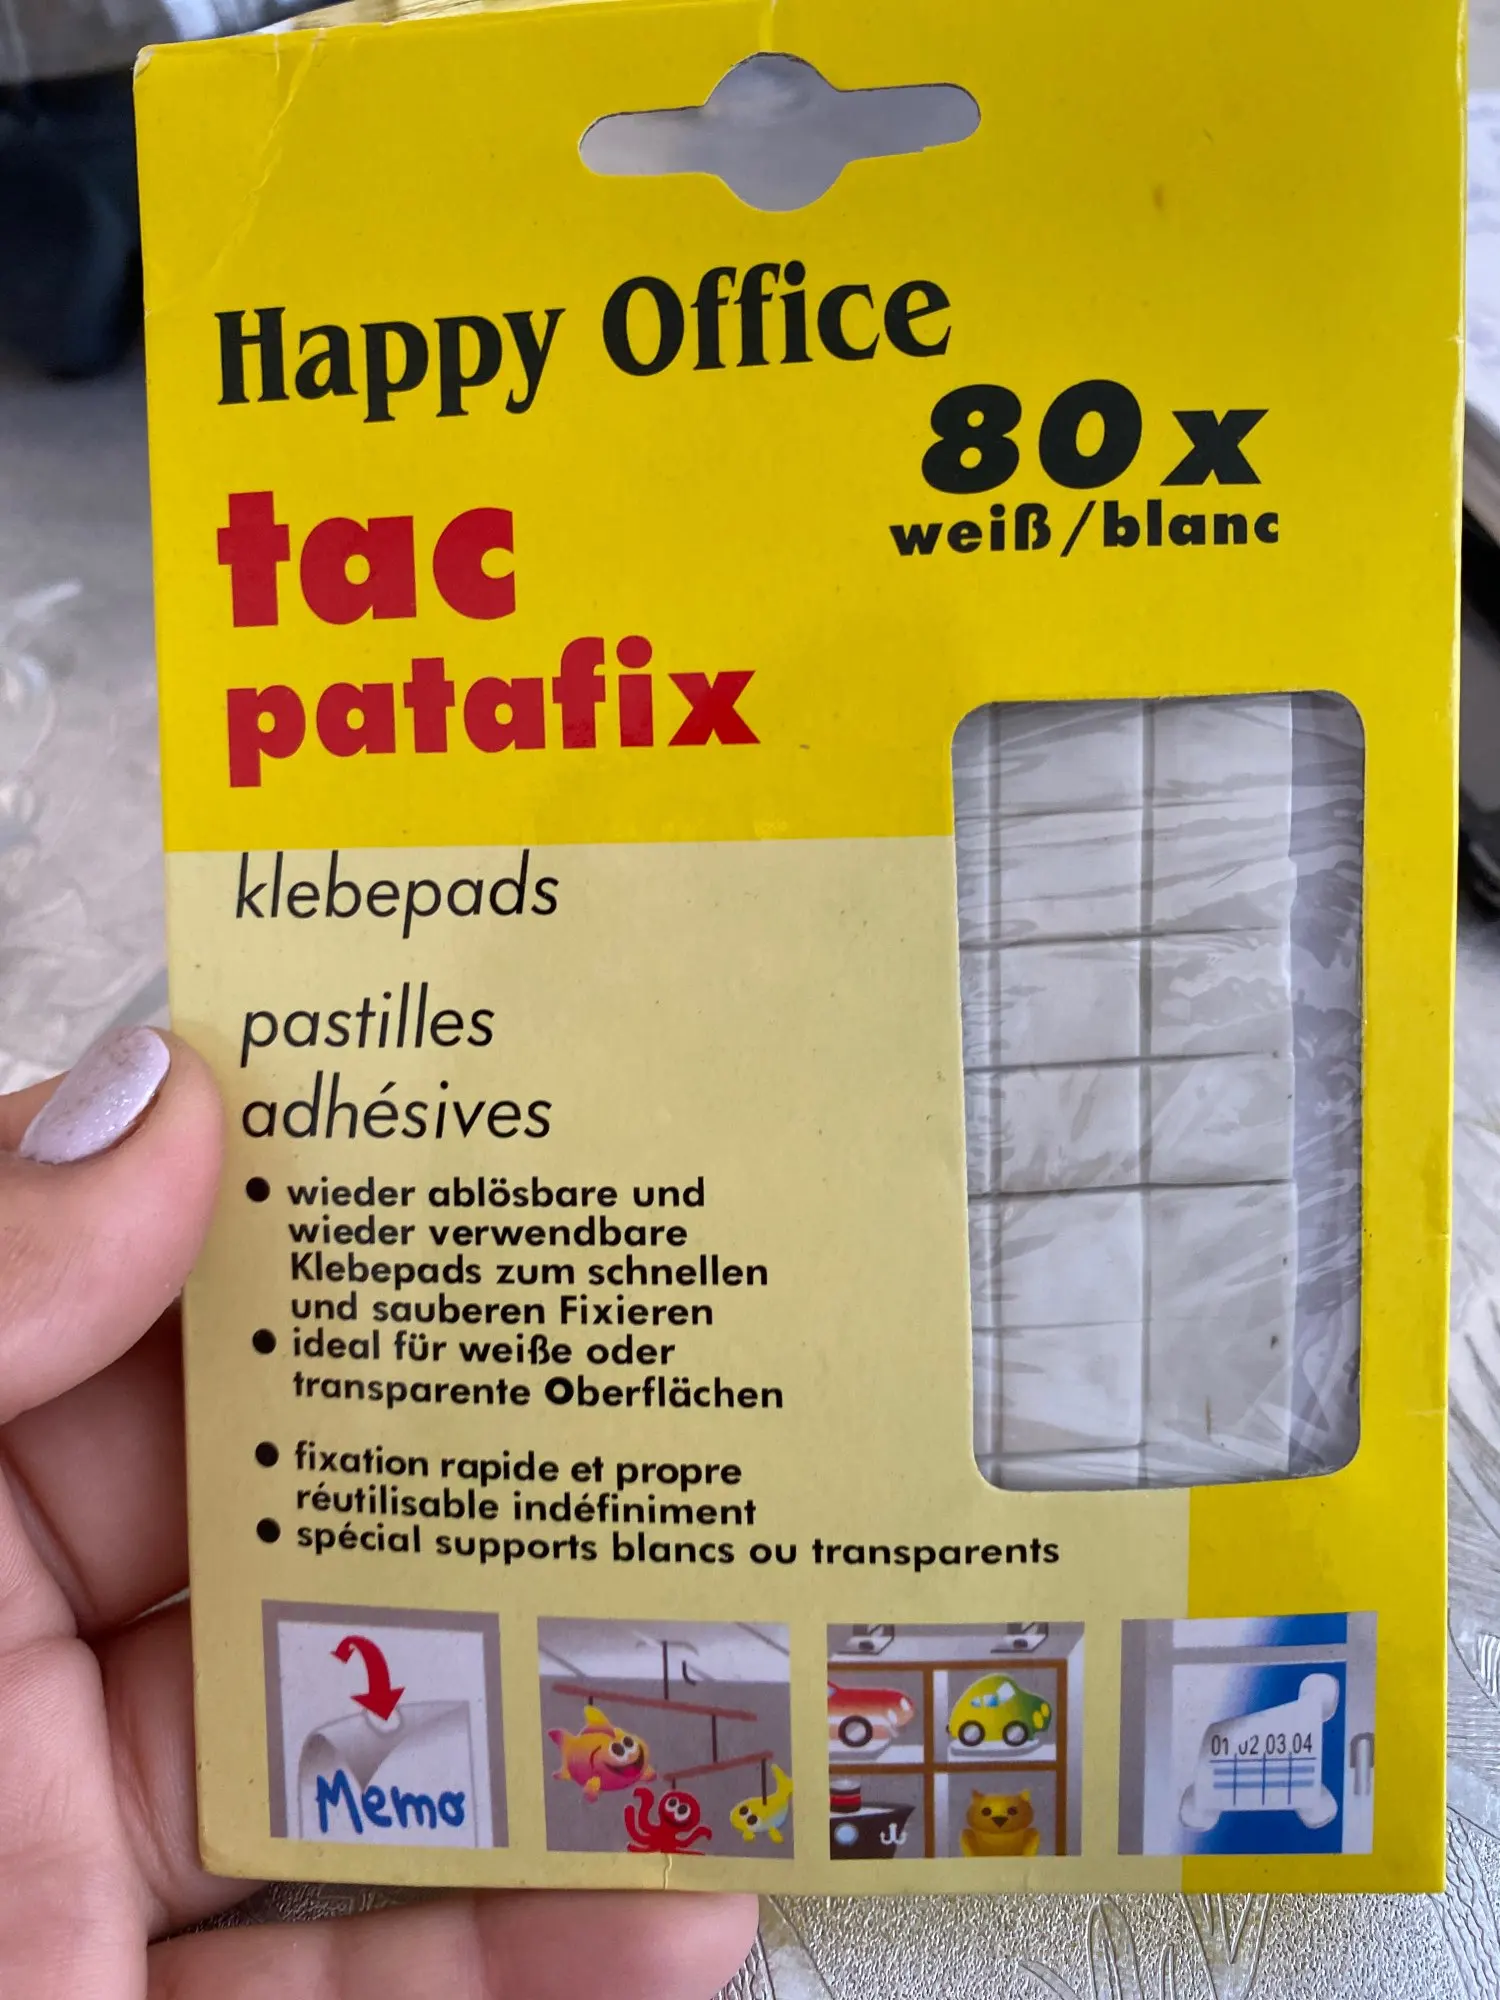 Happy Office
80x
weiß/blanc
tac
patafix
klebepads
pastilles
adhésives
● wieder ablösbare und
wieder verwendbare
Klebepads zum schnellen
und sauberen Fixieren
● ideal für weiße oder
transparente Oberflächen
● fixation rapide et propre
réutilisable indéfiniment
● spécial supports blancs ou transparents
Memo
01 02 03 04